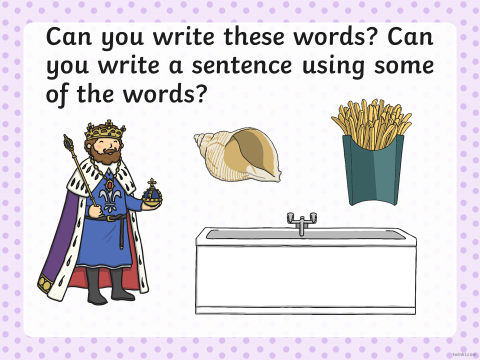 Can you write these words? Can
you write a sentence using some
of the words?